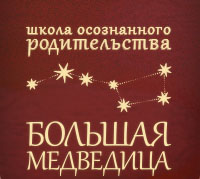 школа осознанного
родительства
БОЛЬШАЯ
МЕДВЕДИЦА